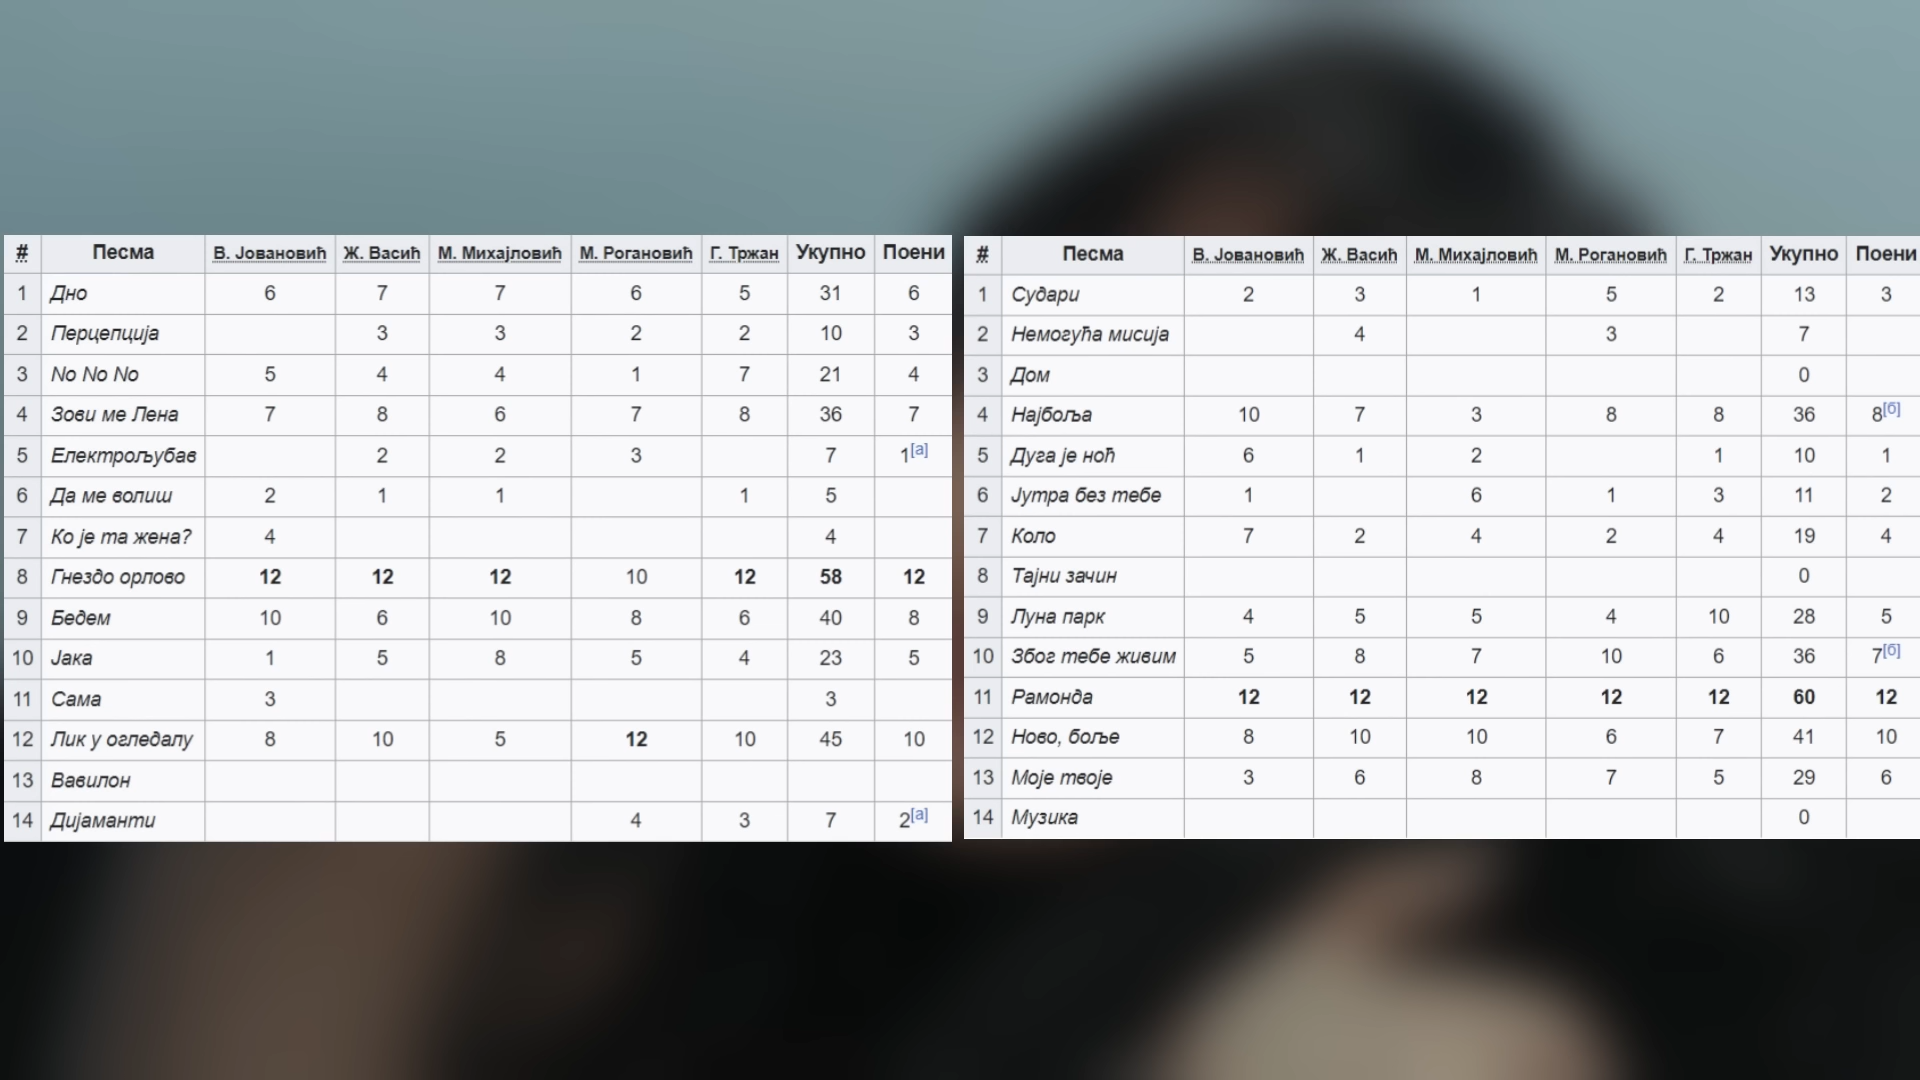 # Песма В. Јовановић Ж. Васић М. Михајловић М. Рогановић Г. Тржан Укупно Поени
1 Дно 6 7 7 6 5 31 6
2 Перцепција 3 3 2 2 10 3
3 No No No 5 4 4 1 7 21 4
4 Зови ме Лена 7 8 6 7 8 36 7
5 Електрољубав 2 2 3 7 1[а]
6 Да ме волиш 2 1 1 1 5
7 Ко је та жена? 4 4
8 Гнездо орлово 12 12 12 10 12 58 12
9 Бедем 10 6 10 8 6 40 8
10 Јака 1 5 8 5 4 23 5
11 Сама 3 3
12 Лик у огледалу 8 10 5 12 10 45 10
13 Вавилон
14 Дијаманти 4 3 7 2[а]
# Песма В. Јовановић Ж. Васић М. Михајловић М. Рогановић Г. Тржан Укупно Поени
1 Судари 2 3 1 5 2 13 3
2 Немогућа мисија 4 3 7
3 Дом 0
4 Најбоља 10 7 3 8 8 36 8[б]
5 Дуга је ноћ 6 1 2 1 10 1
6 Јутра без тебе 1 6 1 3 11 2
7 Коло 7 2 4 2 4 19 4
8 Тајни зачин 0
9 Луна парк 4 5 5 4 10 28 5
10 Због тебе живим 5 8 7 10 6 36 7[б]
11 Рамонда 12 12 12 12 12 60 12
12 Ново, боље 8 10 10 6 7 41 10
13 Моје твоје 3 6 8 7 5 29 6
14 Музика 0